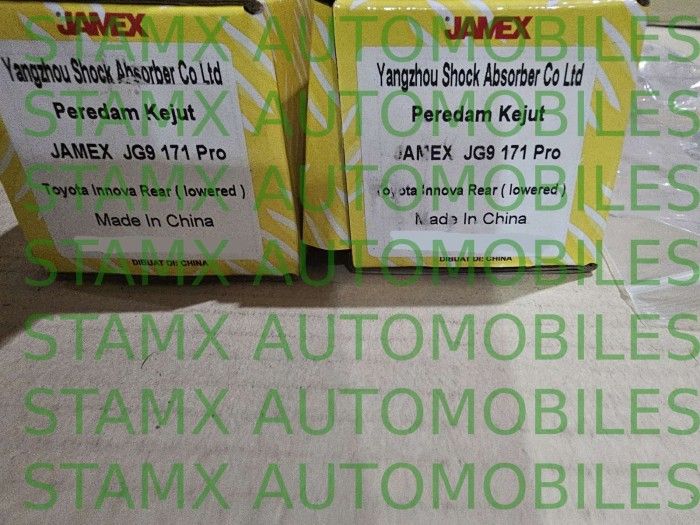 JAMEX
Yangzhou Shock Absorber Co Ltd
Peredam Kejut
JAMEX JG9 171 Pro
Toyota Innova Rear ( lowered )
Made In China
DIBUAT DI: CHINA
JAMEX
Yangzhou Shock Absorber Co Ltd
Peredam Kejut
JAMEX JG9 171 Pro
Toyota Innova Rear ( lowered )
Made In China
DIBUAT DI: CHINA
STAMX AUTOMOBILES
STAMX AUTOMOBILES
STAMX AUTOMOBILES
STAMX AUTOMOBILES
STAMX AUTOMOBILES
STAMX AUTOMOBILES
STAMX AUTOMOBILES